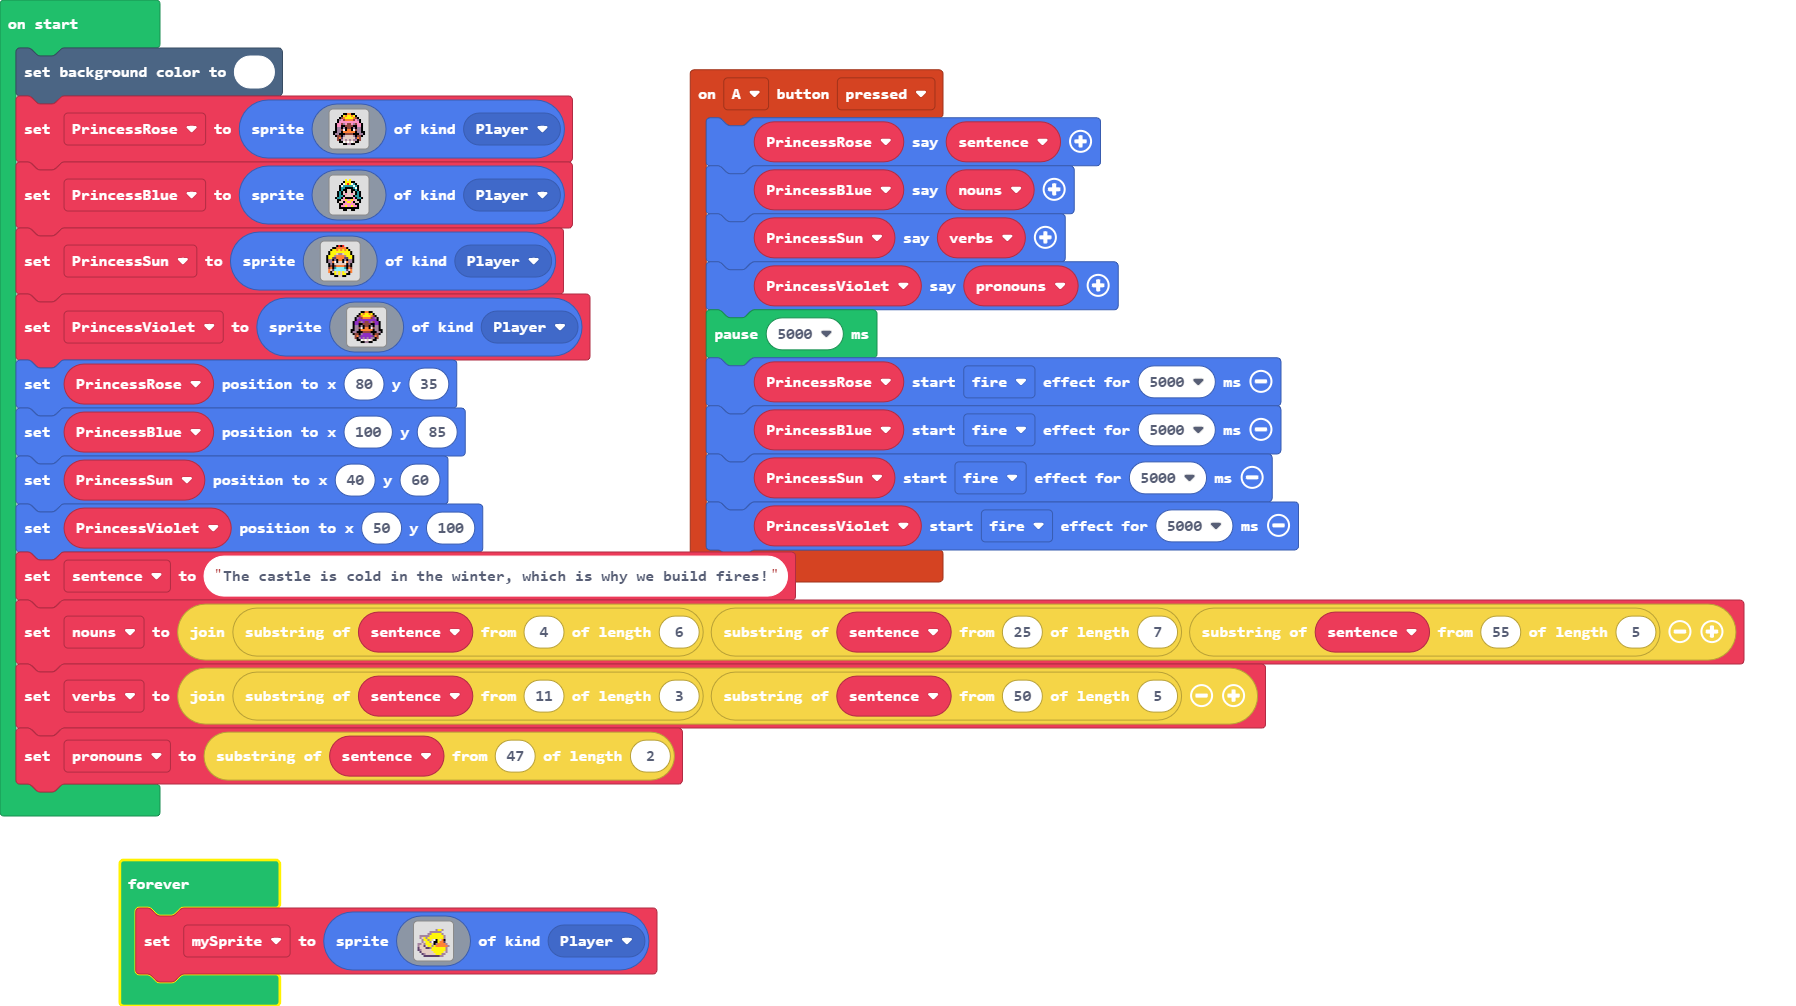 on start
set background color to
set PrincessRose to sprite of kind Player
set PrincessBlue to sprite of kind Player
set PrincessSun to sprite of kind Player
set PrincessViolet to sprite of kind Player
set PrincessRose position to x 80 y 35
set PrincessBlue position to x 100 y 85
set PrincessSun position to x 40 y 60
set PrincessViolet position to x 50 y 100
set sentence to "The castle is cold in the winter, which is why we build fires!"
set nouns to join substring of sentence from 4 of length 6 substring of sentence from 25 of length 7 substring of sentence from 55 of length 5
set verbs to join substring of sentence from 11 of length 3 substring of sentence from 50 of length 5
set pronouns to substring of sentence from 47 of length 2
on A button pressed
PrincessRose say sentence
PrincessBlue say nouns
PrincessSun say verbs
PrincessViolet say pronouns
pause 5000 ms
PrincessRose start fire effect for 5000 ms
PrincessBlue start fire effect for 5000 ms
PrincessSun start fire effect for 5000 ms
PrincessViolet start fire effect for 5000 ms
forever
set mySprite to sprite of kind Player